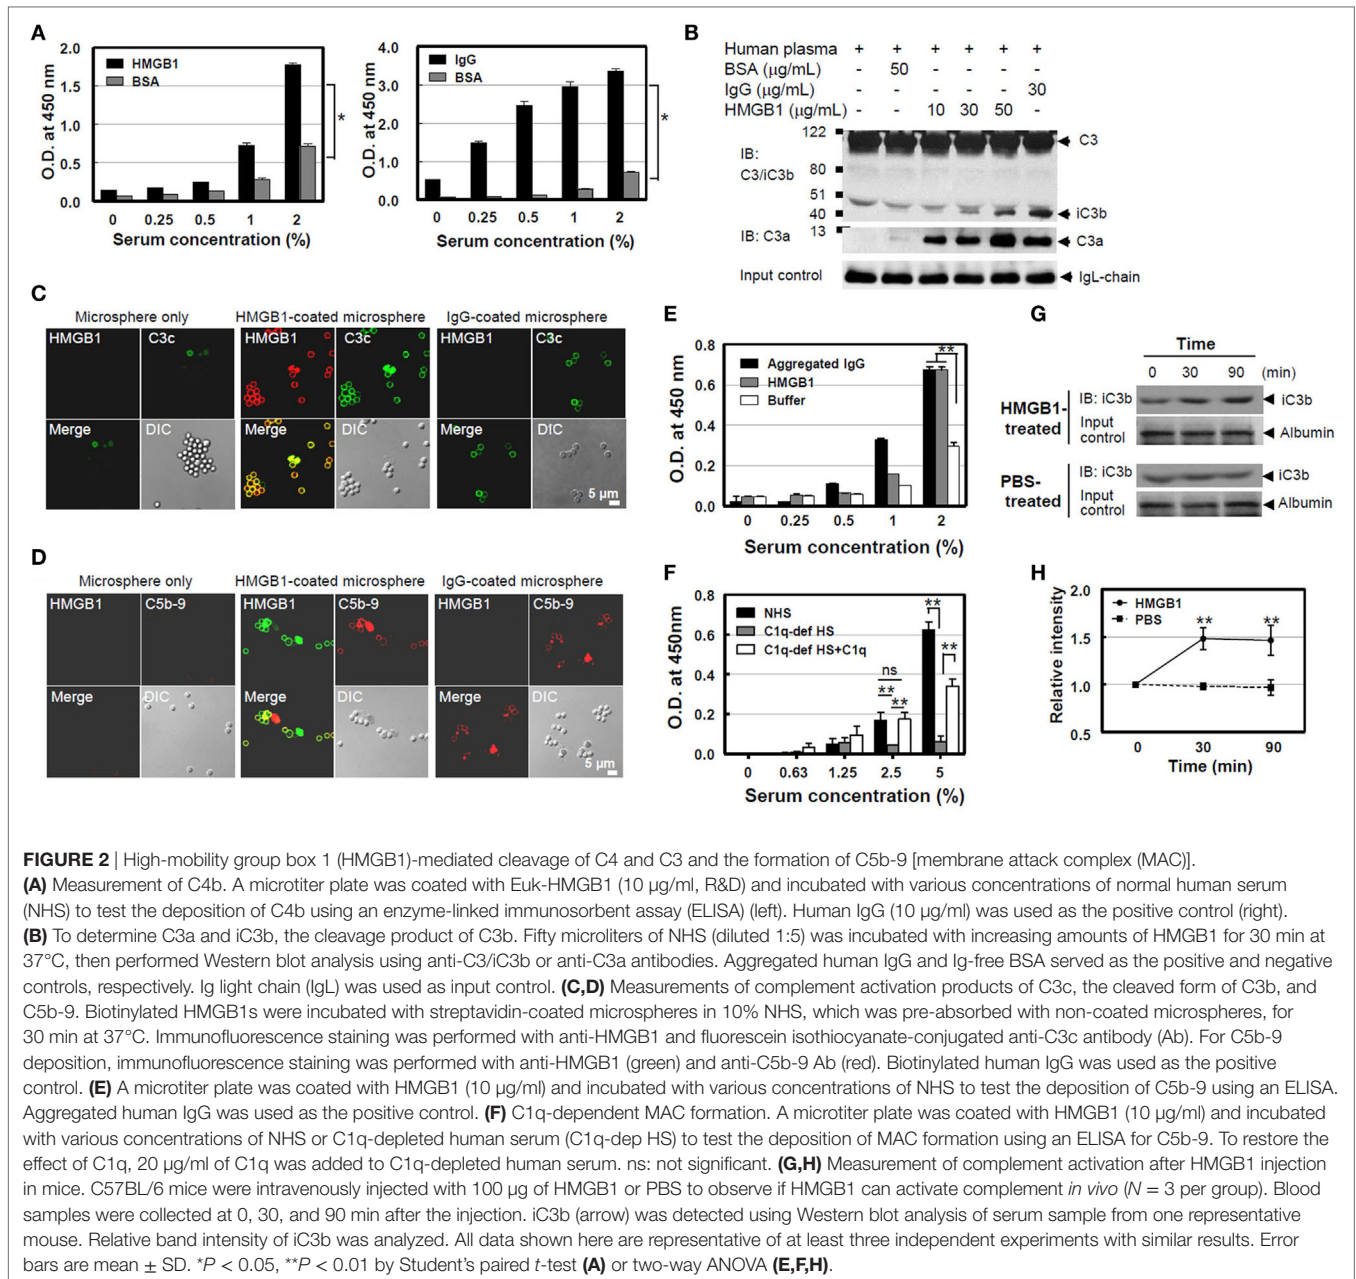 A
2.0
1.5
1.0
0.5
0.0
O.D. at 450 nm
HMGB1
BSA
*
0 0.25 0.5 1 2
Serum concentration (%)
4.0
3.0
2.0
1.0
0.0
O.D. at 450 nm
IgG
BSA
*
0 0.25 0.5 1 2
Serum concentration (%)
B
Human plasma + + + + + +
BSA (µg/mL) - 50 - - - -
IgG (µg/mL) - - - - - 30
HMGB1 (µg/mL) - - 10 30 50 -
122
80
51
40
13
IB:
C3/iC3b
C3
iC3b
IB: C3a
C3a
Input control
IgL-chain
C
Microsphere only HMGB1-coated microsphere IgG-coated microsphere
HMGB1 C3c HMGB1 C3c HMGB1 C3c
Merge DIC Merge DIC Merge DIC
5 µm
D
Microsphere only HMGB1-coated microsphere IgG-coated microsphere
HMGB1 C5b-9 HMGB1 C5b-9 HMGB1 C5b-9
Merge DIC Merge DIC Merge DIC
5 µm
E
0.8
0.6
0.4
0.2
0.0
O.D. at 450 nm
Aggregated IgG
HMGB1
Buffer
**
0 0.25 0.5 1 2
Serum concentration (%)
F
0.8
0.6
0.4
0.2
0.0
O.D. at 450nm
NHS
C1q-def HS
C1q-def HS+C1q
ns
** **
**
**
0 0.63 1.25 2.5 5
Serum concentration (%)
G
Time
0 30 90 (min)
HMGB1-
treated
IB: iC3b
iC3b
Input
control
Albumin
PBS-
treated
IB: iC3b
iC3b
Input
control
Albumin
H
2.0
1.5
1.0
0.5
Relative intensity
HMGB1
PBS
** **
0 30 90
Time (min)
FIGURE 2 | High-mobility group box 1 (HMGB1)-mediated cleavage of C4 and C3 and the formation of C5b-9 [membrane attack complex (MAC)].
(A) Measurement of C4b. A microtiter plate was coated with Euk-HMGB1 (10 µg/ml, R&D) and incubated with various concentrations of normal human serum
(NHS) to test the deposition of C4b using an enzyme-linked immunosorbent assay (ELISA) (left). Human IgG (10 µg/ml) was used as the positive control (right).
(B) To determine C3a and iC3b, the cleavage product of C3b. Fifty microliters of NHS (diluted 1:5) was incubated with increasing amounts of HMGB1 for 30 min at
37°C, then performed Western blot analysis using anti-C3/iC3b or anti-C3a antibodies. Aggregated human IgG and Ig-free BSA served as the positive and negative
controls, respectively. Ig light chain (IgL) was used as input control. (C,D) Measurements of complement activation products of C3c, the cleaved form of C3b, and
C5b-9. Biotinylated HMGB1s were incubated with streptavidin-coated microspheres in 10% NHS, which was pre-absorbed with non-coated microspheres, for
30 min at 37°C. Immunofluorescence staining was performed with anti-HMGB1 and fluorescein isothiocyanate-conjugated anti-C3c antibody (Ab). For C5b-9
deposition, immunofluorescence staining was performed with anti-HMGB1 (green) and anti-C5b-9 Ab (red). Biotinylated human IgG was used as the positive
control. (E) A microtiter plate was coated with HMGB1 (10 µg/ml) and incubated with various concentrations of NHS to test the deposition of C5b-9 using an ELISA.
Aggregated human IgG was used as the positive control. (F) C1q-dependent MAC formation. A microtiter plate was coated with HMGB1 (10 µg/ml) and incubated
with various concentrations of NHS or C1q-depleted human serum (C1q-dep HS) to test the deposition of MAC formation using an ELISA for C5b-9. To restore the
effect of C1q, 20 µg/ml of C1q was added to C1q-depleted human serum. ns: not significant. (G,H) Measurement of complement activation after HMGB1 injection
in mice. C57BL/6 mice were intravenously injected with 100 µg of HMGB1 or PBS to observe if HMGB1 can activate complement in vivo (N = 3 per group). Blood
samples were collected at 0, 30, and 90 min after the injection. iC3b (arrow) was detected using Western blot analysis of serum sample from one representative
mouse. Relative band intensity of iC3b was analyzed. All data shown here are representative of at least three independent experiments with similar results. Error
bars are mean ± SD. *P < 0.05, **P < 0.01 by Student's paired t-test (A) or two-way ANOVA (E,F,H).